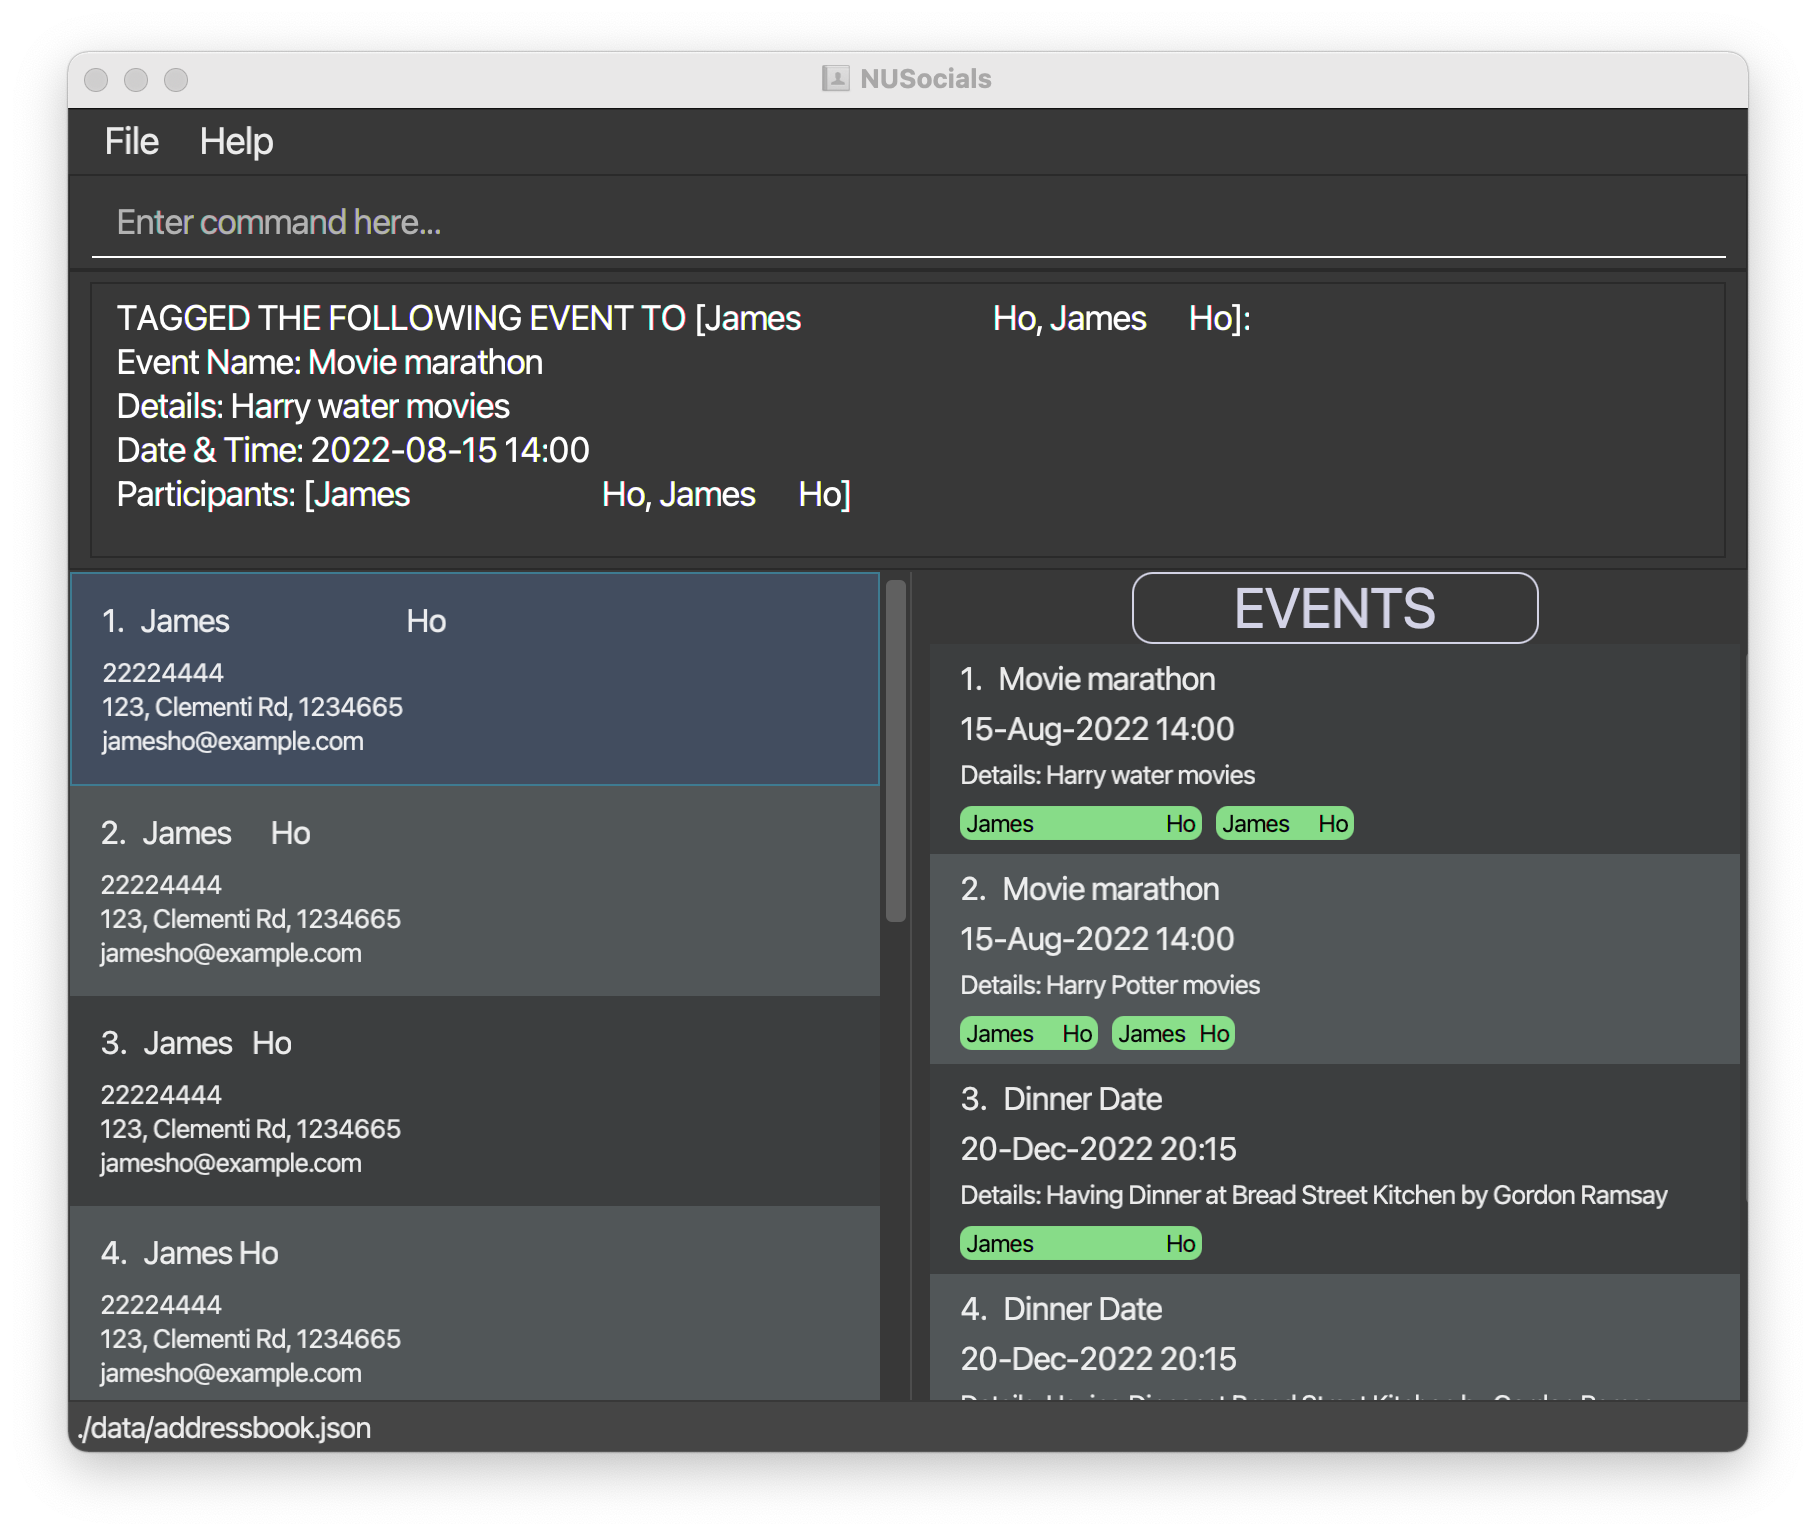 NUSocials
File Help
Enter command here...
TAGGED THE FOLLOWING EVENT TO [James                    Ho, James     Ho]:
Event Name: Movie marathon
Details: Harry water movies
Date & Time: 2022-08-15 14:00
Participants: [James                    Ho, James     Ho]
1. James                    Ho
22224444
123, Clementi Rd, 1234665
jamesho@example.com
2. James     Ho
22224444
123, Clementi Rd, 1234665
jamesho@example.com
3. James  Ho
22224444
123, Clementi Rd, 1234665
jamesho@example.com
4. James Ho
22224444
123, Clementi Rd, 1234665
jamesho@example.com
EVENTS
1. Movie marathon
15-Aug-2022 14:00
Details: Harry water movies
James                    Ho James     Ho
2. Movie marathon
15-Aug-2022 14:00
Details: Harry Potter movies
James     Ho James  Ho
3. Dinner Date
20-Dec-2022 20:15
Details: Having Dinner at Bread Street Kitchen by Gordon Ramsay
James                    Ho
4. Dinner Date
20-Dec-2022 20:15
./data/addressbook.json